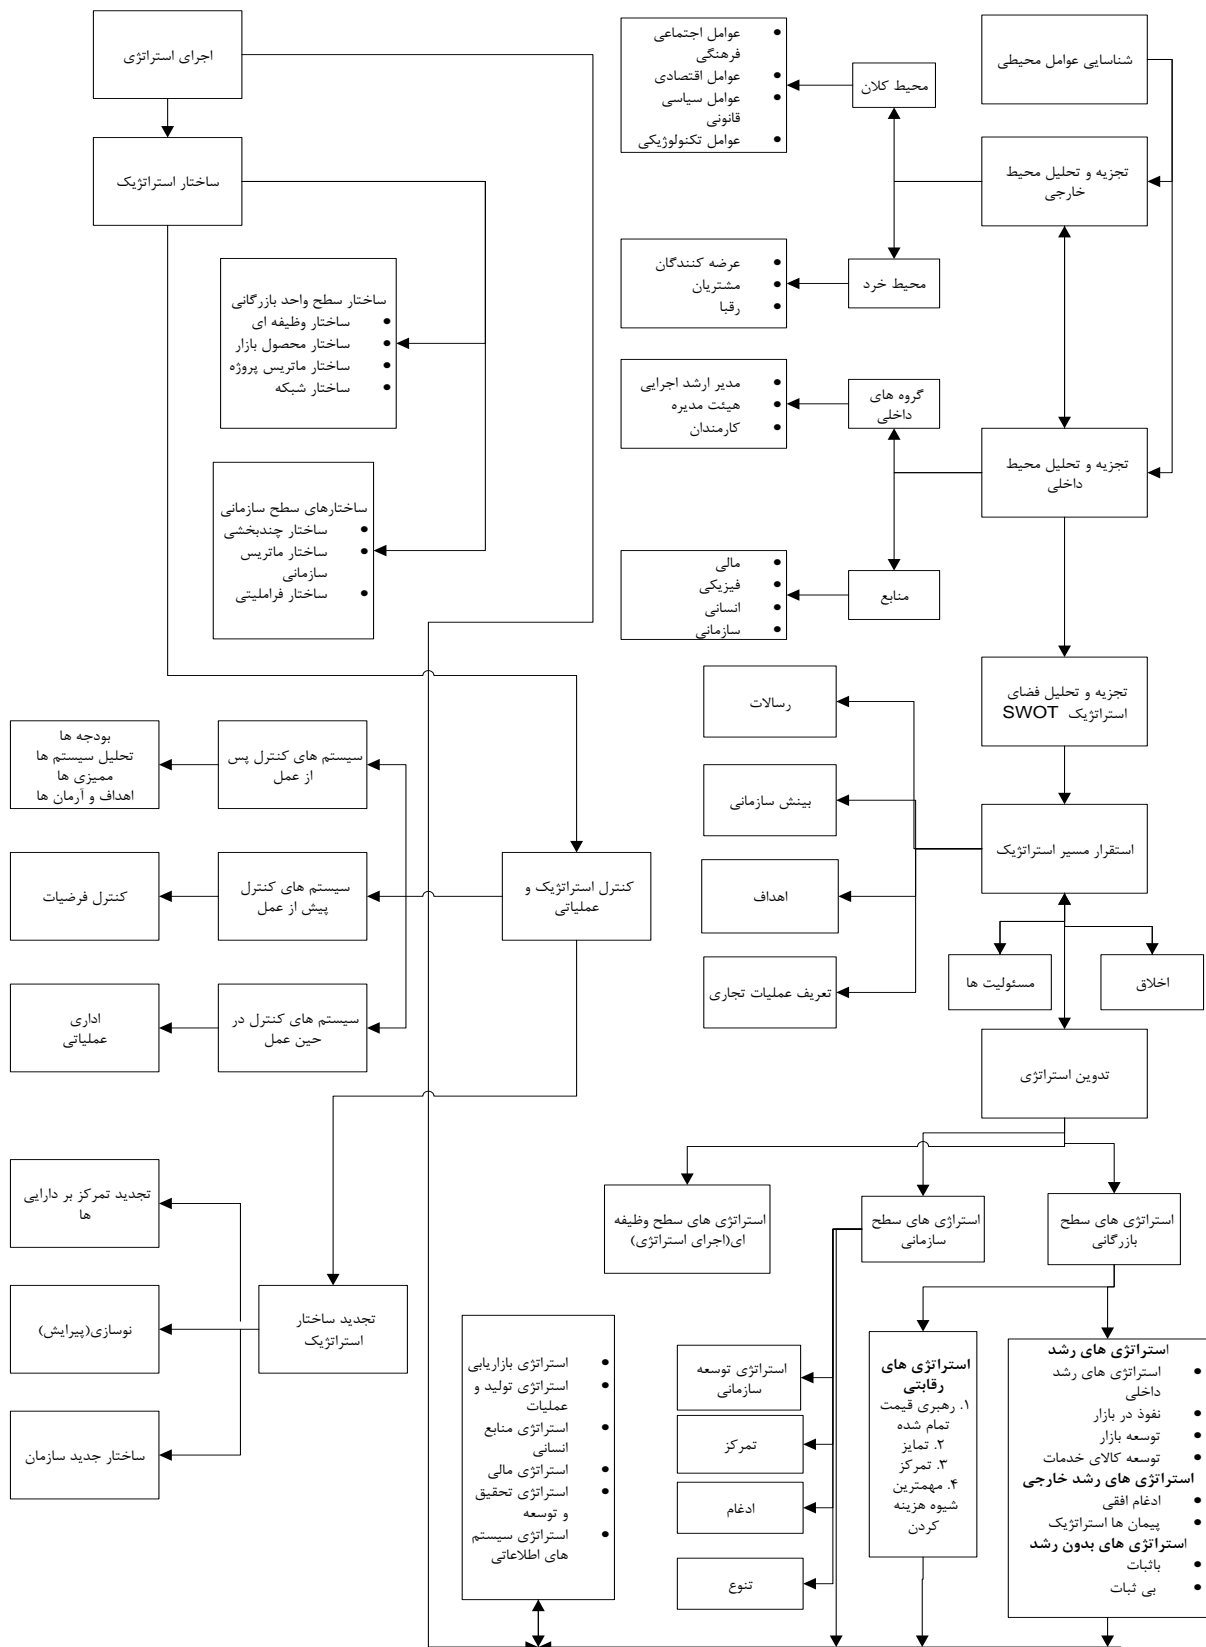 شناسایی عوامل محیطی
تجزیه و تحلیل محیط
خارجی
محیط کلان
• عوامل اجتماعی
فرهنگی
• عوامل اقتصادی
• عوامل سیاسی
قانونی
• عوامل تکنولوژیکی
محیط خرد
• عرضه کنندگان
• مشتریان
• رقبا
تجزیه و تحلیل محیط
داخلی
گروه های
داخلی
• مدیر ارشد اجرایی
• هیئت مدیره
• کارمندان
منابع
• مالی
• فیزیکی
• انسانی
• سازمانی
تجزیه و تحلیل فضای
استراتژیک SWOT
استقرار مسیر استراتژیک
رسالات
بینش سازمانی
اهداف
تعریف عملیات تجاری
اخلاق
مسئولیت ها
تدوین استراتژی
استراتژی های سطح
بازرگانی
استراژی های سطح
سازمانی
استراتژی های سطح وظیفه
ای(اجرای استراتژی)
استراتژی های رشد
• استراتژی های رشد
داخلی
• نفوذ در بازار
• توسعه بازار
• توسعه کالای خدمات
استراتژی های رشد خارجی
• ادغام افقی
• پیمان ها استراتژیک
استراتژی های بدون رشد
• باثبات
• بی ثبات
استراتژی های
رقابتی
۱. رهبری قیمت
تمام شده
۲. تمایز
۳. تمرکز
۴. مهمترین
شیوه هزینه
کردن
استراتژی توسعه
سازمانی
تمرکز
ادغام
تنوع
• استراتژی بازاریابی
• استراتژی تولید و
عملیات
• استراتژی منابع
انسانی
• استراتژی مالی
• استراتژی تحقیق
و توسعه
• استراتژی سیستم
های اطلاعاتی
اجرای استراتژی
ساختار استراتژیک
ساختار سطح واحد بازرگانی
• ساختار وظیفه ای
• ساختار محصول بازار
• ساختار ماتریس پروژه
• ساختار شبکه
ساختارهای سطح سازمانی
• ساختار چندبخشی
• ساختار ماتریس
سازمانی
• ساختار فراملیتی
کنترل استراتژیک و
عملیاتی
سیستم های کنترل پس
از عمل
بودجه ها
تحلیل سیستم ها
ممیزی ها
اهداف و آرمان ها
سیستم های کنترل
پیش از عمل
کنترل فرضیات
سیستم های کنترل در
حین عمل
اداری
عملیاتی
تجدید ساختار
استراتژیک
تجدید تمرکز بر دارایی
ها
نوسازی(پیرایش)
ساختار جدید سازمان